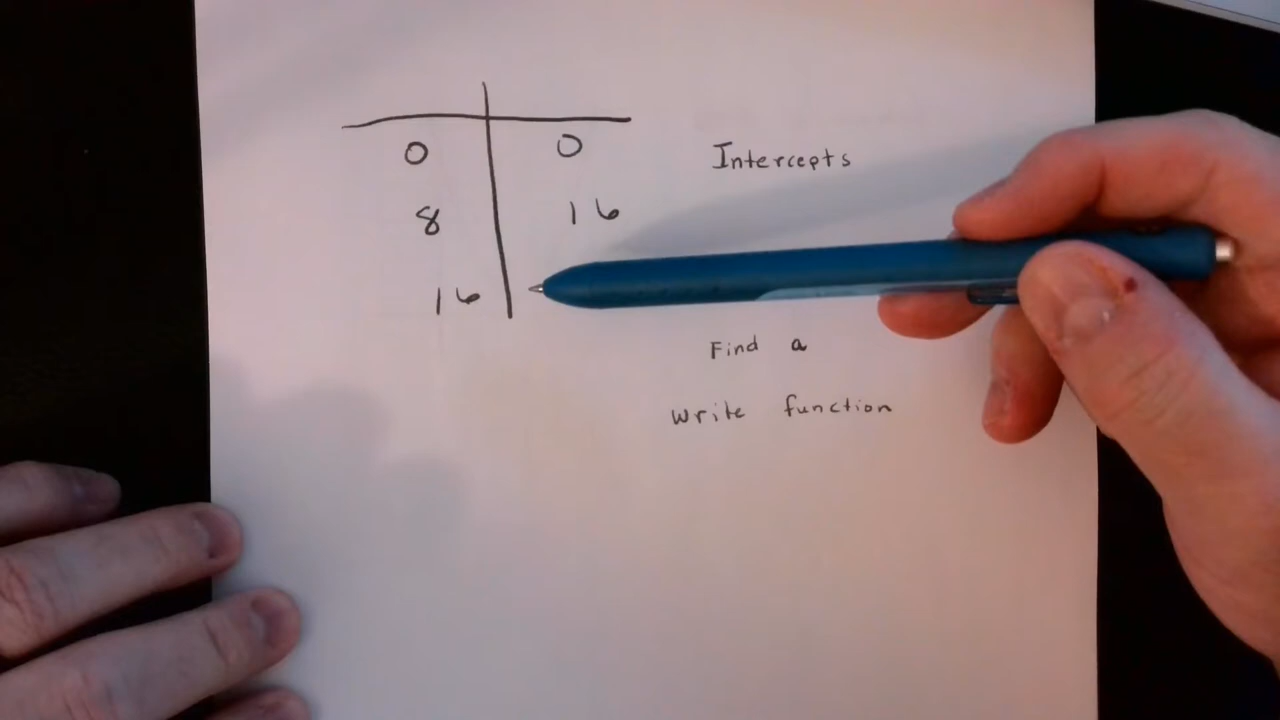 0 0
Intercepts
8 16
16
Find a
Write function